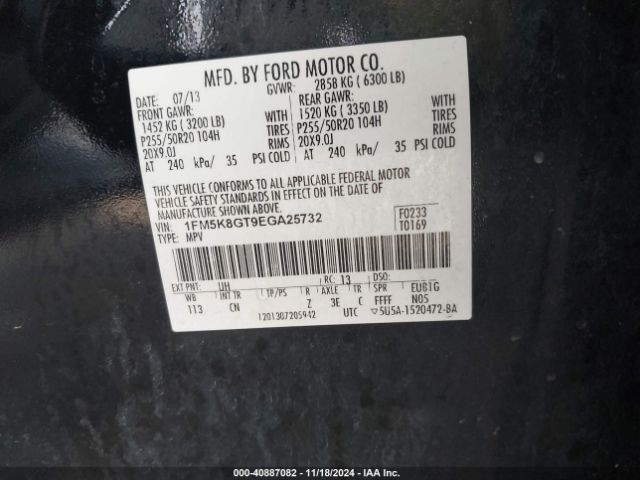 MFD. BY FORD MOTOR CO.
DATE: 07/13 GVWR: 2858 KG ( 6300 LB)
FRONT GAWR: REAR GAWR:
1452 KG ( 3200 LB) WITH 1520 KG ( 3350 LB) WITH
P255/50R20 104H TIRES P255/50R20 104H TIRES
20X9.0J RIMS 20X9.0J RIMS
AT 240 kPa/ 35 PSI COLD AT 240 kPa/ 35 PSI COLD
THIS VEHICLE CONFORMS TO ALL APPLICABLE FEDERAL MOTOR
VEHICLE SAFETY STANDARDS IN EFFECT ON THE DATE OF
MANUFACTURE SHOWN ABOVE.
VIN: 1FM5K8GT9EGA25732 F0233
TYPE: MPV T0169
EXT PNT: UH RC: 13 DSO:
WB INT TR TP/PS R AXLE TR SPR EU81G
113 CN Z 3E C FFFF N05
1201307205942 UTC ▽5U5A-1520472-BA
000-40887082 - 11/18/2024 - IAA Inc.